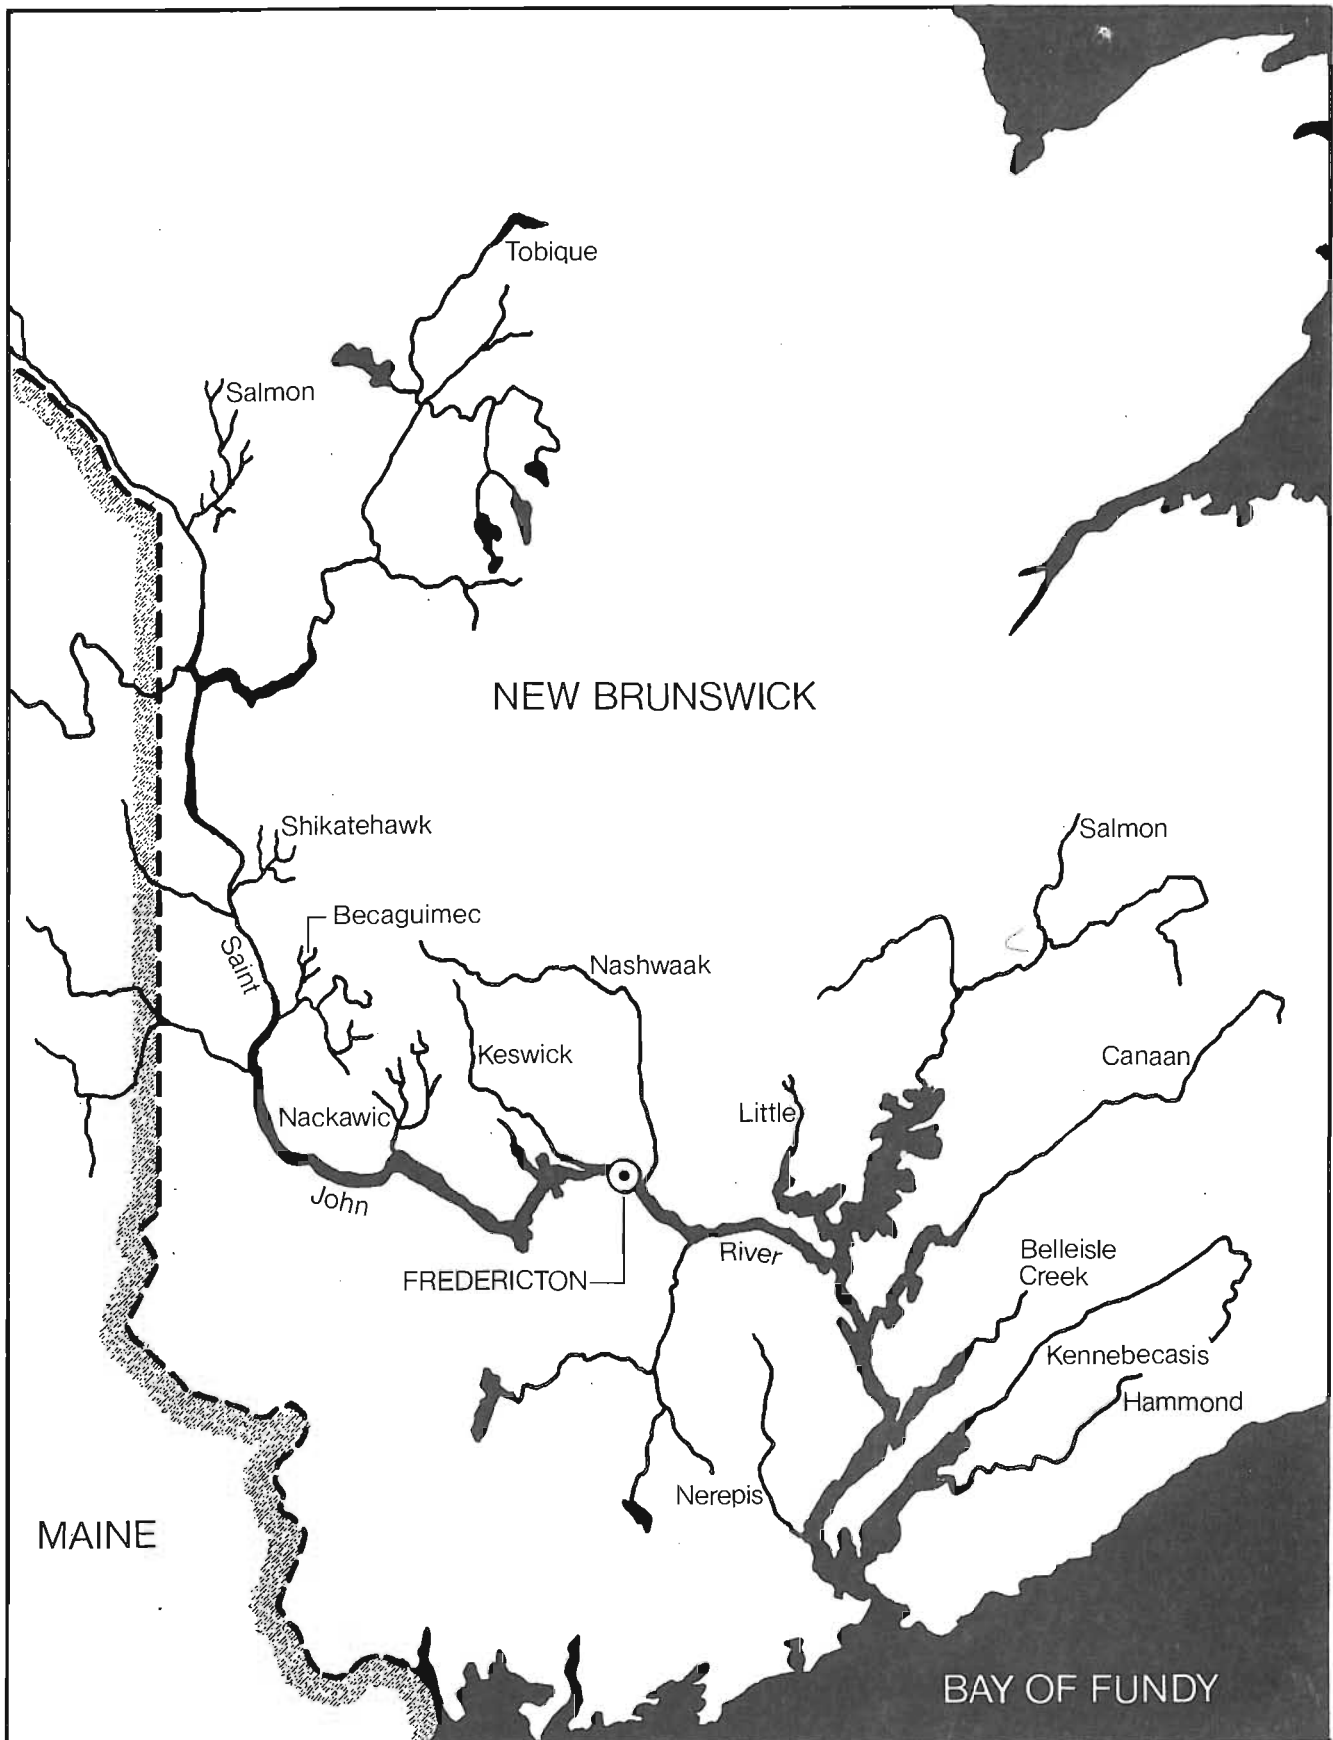 Tobique
Salmon
NEW BRUNSWICK
Shikatehawk
Salmon
Becaguimec
Saint
Nashwaak
Keswick
Canaan
Little
Nackawic
John
River
Belleisle
Creek
FREDERICTON
Kennebecasis
Hammond
Nerepis
MAINE
BAY OF FUNDY